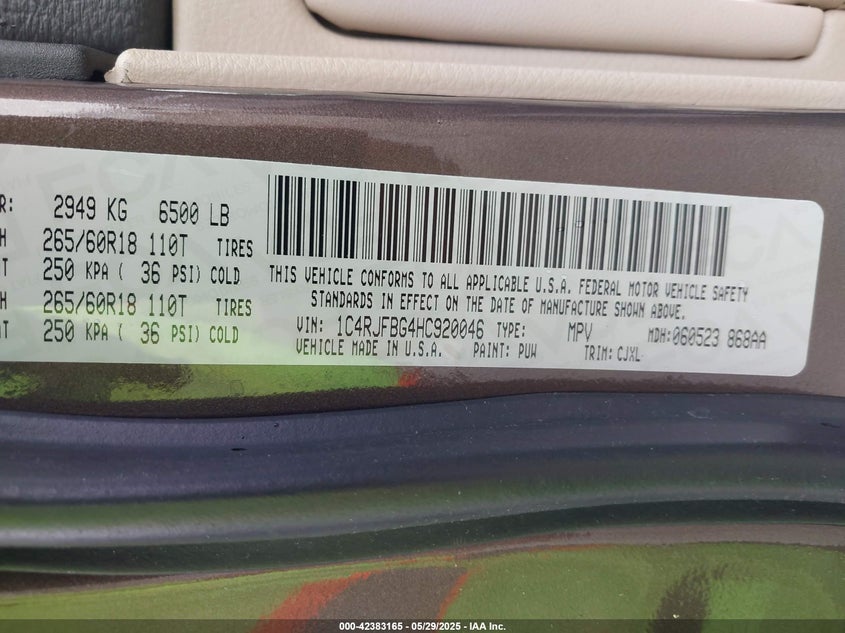 R: 2949 KG 6500 LB
H 265/60R18 110T TIRES
T 250 KPA ( 36 PSI) COLD
H 265/60R18 110T TIRES
T 250 KPA ( 36 PSI) COLD
THIS VEHICLE CONFORMS TO ALL APPLICABLE U.S.A. FEDERAL MOTOR VEHICLE SAFETY
STANDARDS IN EFFECT ON THE DATE OF MANUFACTURE SHOWN ABOVE.
VIN: 1C4RJFBG4HC920046 TYPE: MPV MDH:060523 868AA
VEHICLE MADE IN U.S.A. PAINT: PUW TRIM: CJXL
000-42383165 - 05/29/2025 - IAA Inc.